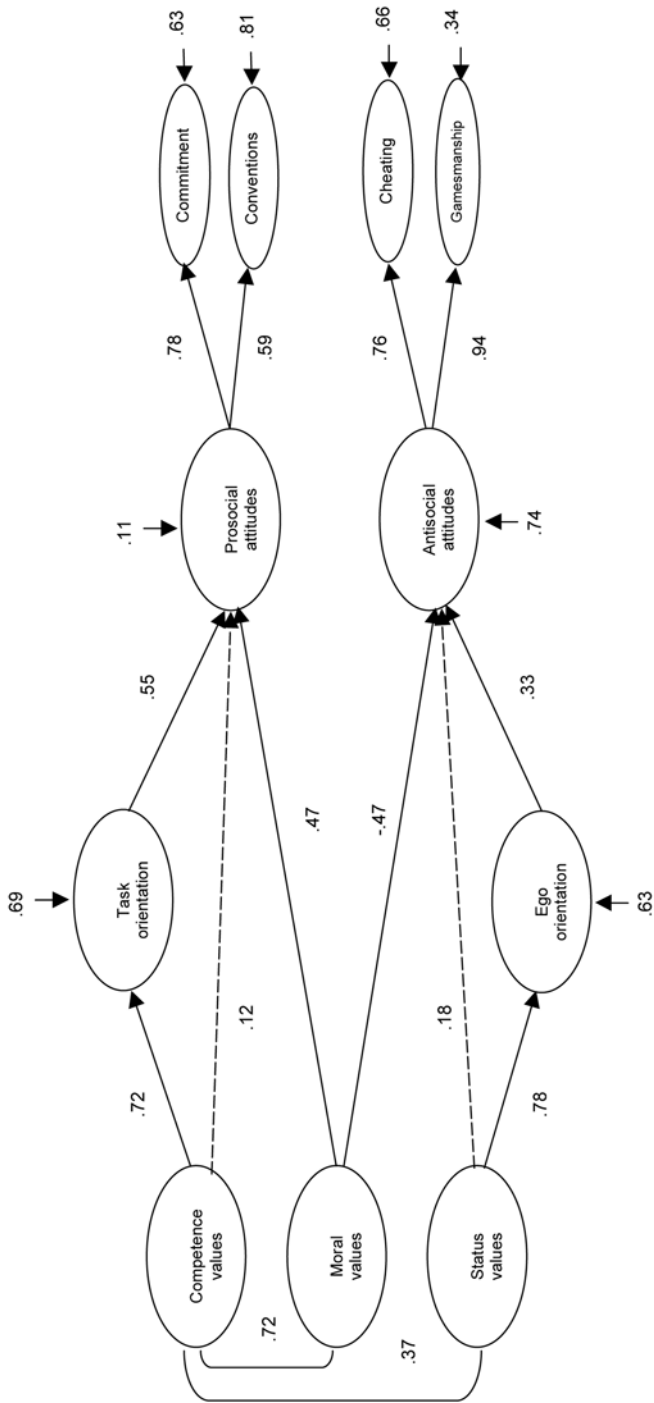 .63
Commitment
.81
Conventions
.66
Cheating
.34
Gamesmanship
.78
.59
.76
.94
.11
Prosocial
attitudes
Antisocial
attitudes
.74
.55
.33
.69
Task
orientation
.47
-.47
Ego
orientation
.63
.12
.18
.72
.78
Competence
values
Moral
values
Status
values
.72
.37